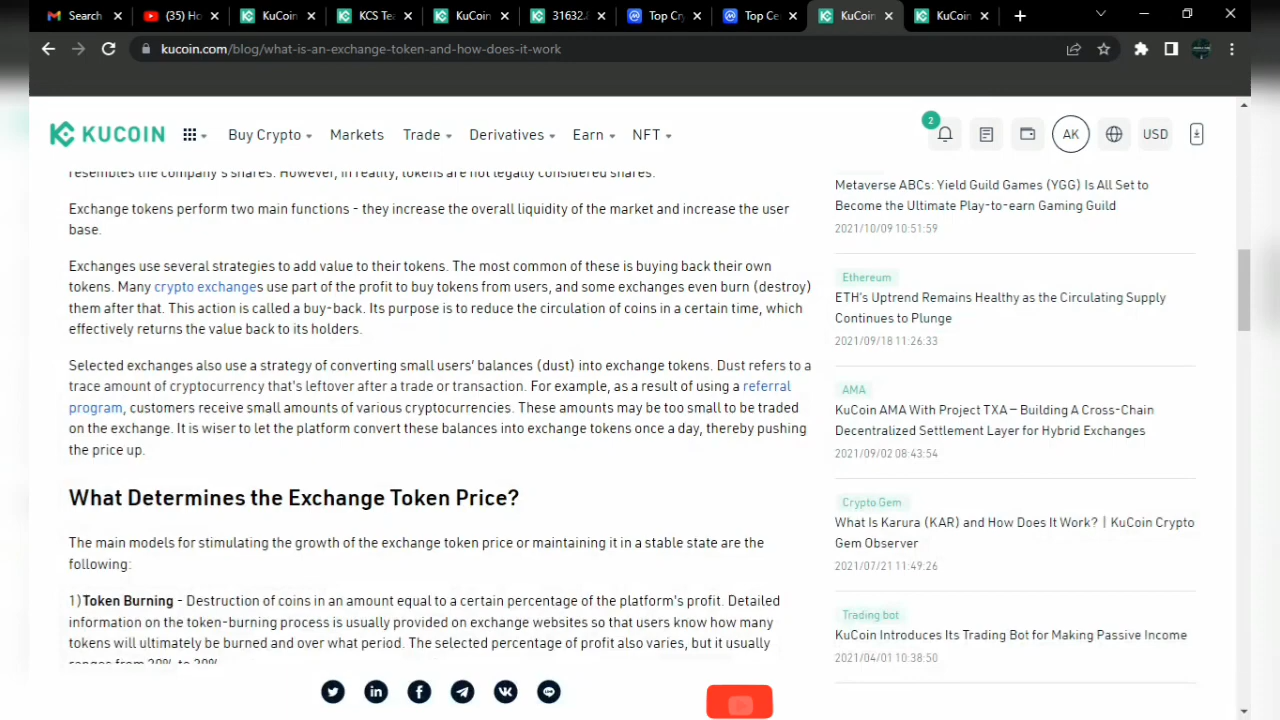 Search
(35) Ho
KuCoin
KCS Te
KuCoin
31632.
Top Cr
Top Ce
KuCoin
KuCoin
kucoin.com/blog/what-is-an-exchange-token-and-how-does-it-work
KUCOIN
Buy Crypto
Markets
Trade
Derivatives
Earn
NFT
2
AK
USD
resembles the company's shares. However, in reality, tokens are not legally considered shares.
Exchange tokens perform two main functions - they increase the overall liquidity of the market and increase the user
base.
Exchanges use several strategies to add value to their tokens. The most common of these is buying back their own
tokens. Many crypto exchanges use part of the profit to buy tokens from users, and some exchanges even burn (destroy)
them after that. This action is called a buy-back. Its purpose is to reduce the circulation of coins in a certain time, which
effectively returns the value back to its holders.
Selected exchanges also use a strategy of converting small users' balances (dust) into exchange tokens. Dust refers to a
trace amount of cryptocurrency that's leftover after a trade or transaction. For example, as a result of using a referral
program, customers receive small amounts of various cryptocurrencies. These amounts may be too small to be traded
on the exchange. It is wiser to let the platform convert these balances into exchange tokens once a day, thereby pushing
the price up.
What Determines the Exchange Token Price?
The main models for stimulating the growth of the exchange token price or maintaining it in a stable state are the
following:
1)Token Burning - Destruction of coins in an amount equal to a certain percentage of the platform's profit. Detailed
information on the token-burning process is usually provided on exchange websites so that users know how many
tokens will ultimately be burned and over what period. The selected percentage of profit also varies, but it usually
ranges from 20% to 30%
Metaverse ABCs: Yield Guild Games (YGG) Is All Set to
Become the Ultimate Play-to-earn Gaming Guild
2021/10/09 10:51:59
Ethereum
ETH's Uptrend Remains Healthy as the Circulating Supply
Continues to Plunge
2021/09/18 11:26:33
AMA
KuCoin AMA With Project TXA — Building A Cross-Chain
Decentralized Settlement Layer for Hybrid Exchanges
2021/09/02 08:43:54
Crypto Gem
What Is Karura (KAR) and How Does It Work? | KuCoin Crypto
Gem Observer
2021/07/21 11:49:26
Trading bot
KuCoin Introduces Its Trading Bot for Making Passive Income
2021/04/01 10:38:50